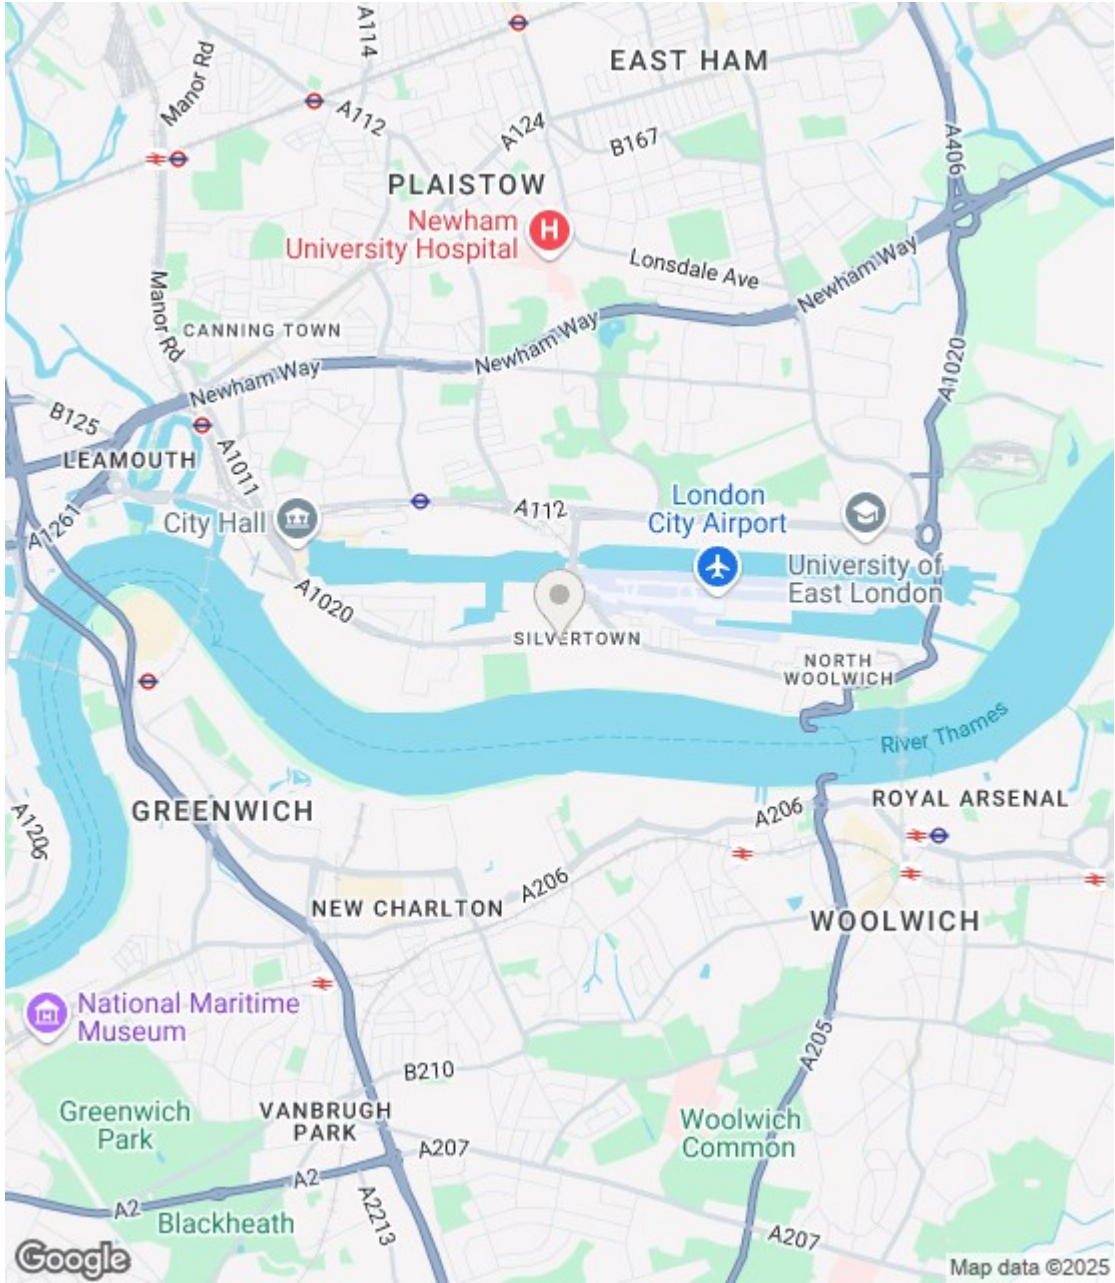 A114
EAST HAM
Manor Rd
A112
A124
B167
A406
PLAISTOW
Newham
University Hospital
H
Lonsdale Ave
Newham Way
Manor Rd
CANNING TOWN
Newham Way
Newham Way
A1020
B125
A1011
LEAMOUTH
London
City Airport
City Hall
A112
A1261
University of
East London
A1020
SILVERTOWN
NORTH
WOOLWICH
River Thames
A1206
GREENWICH
A206
ROYAL ARSENAL
A206
NEW CHARLTON
WOOLWICH
National Maritime
Museum
A205
B210
Greenwich
Park
VANBRUGH
PARK
Woolwich
Common
A207
A2
A2
Blackheath
A2213
A207
Google
Map data ©2025